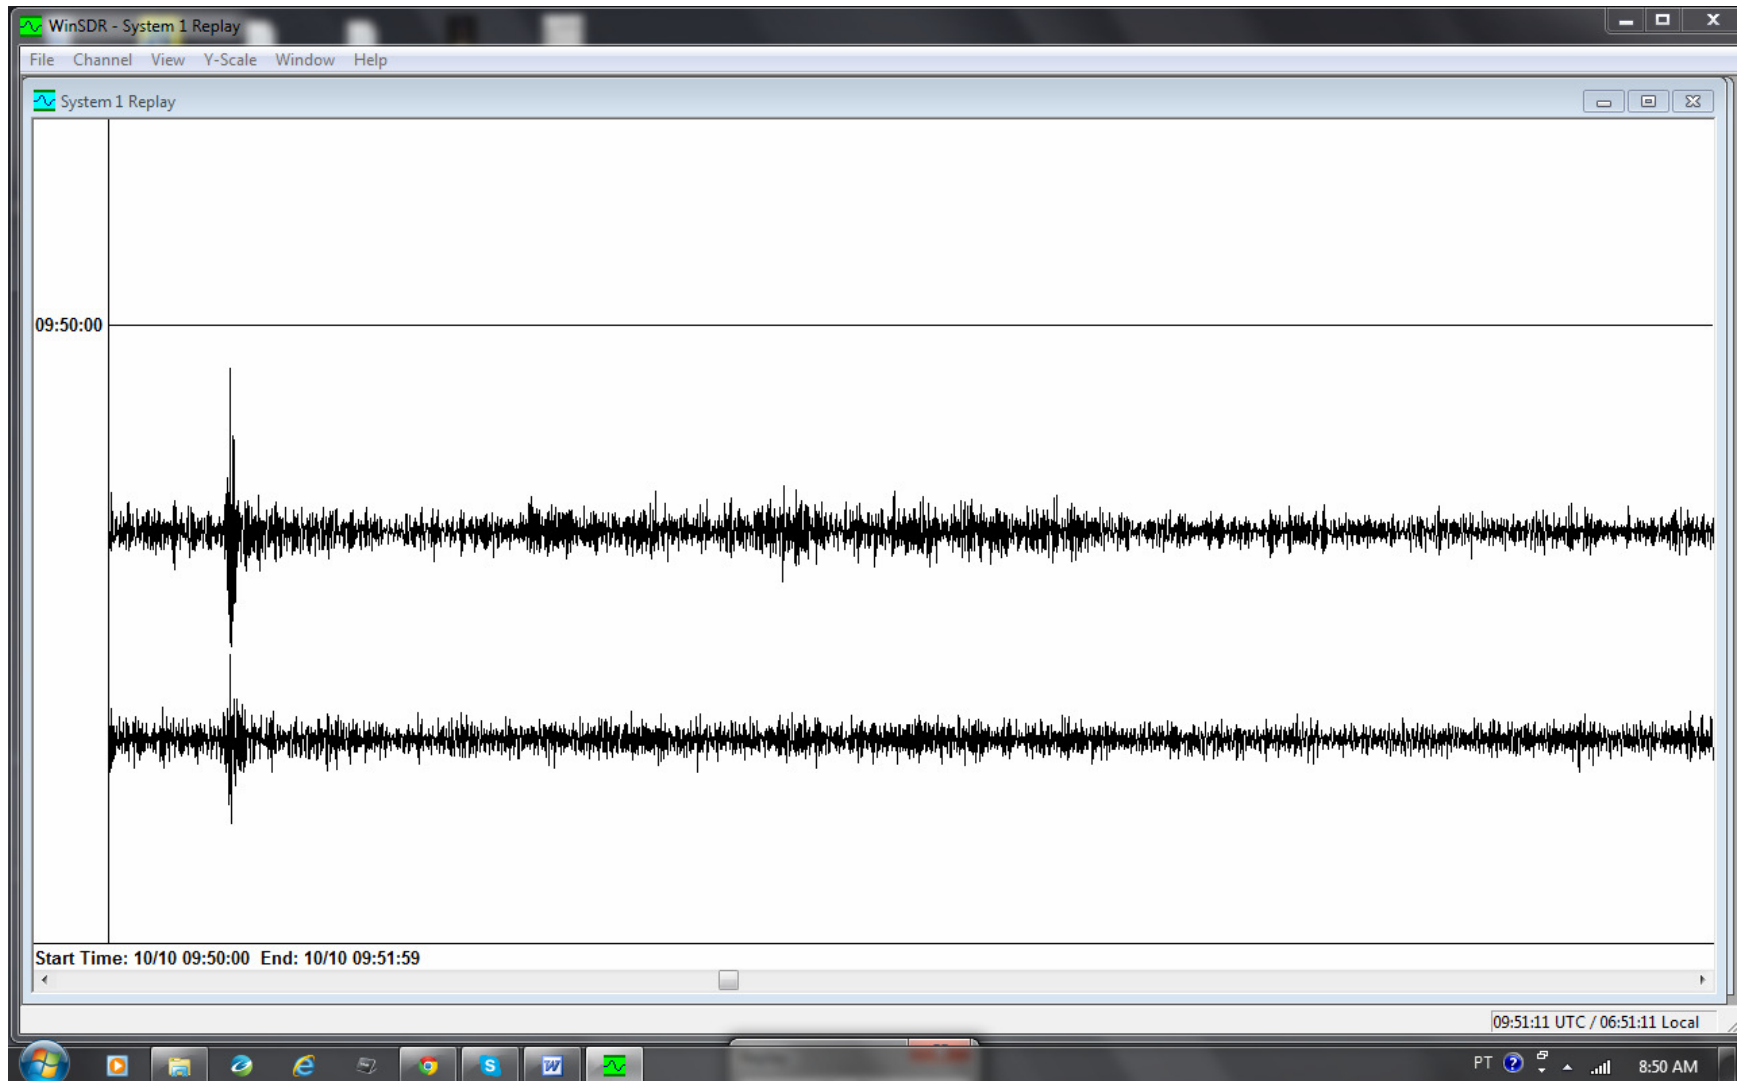 WinSDR - System 1 Replay
File Channel View Y-Scale Window Help
System 1 Replay
09:50:00
Start Time: 10/10 09:50:00 End: 10/10 09:51:59
09:51:11 UTC / 06:51:11 Local
PT 8:50 AM